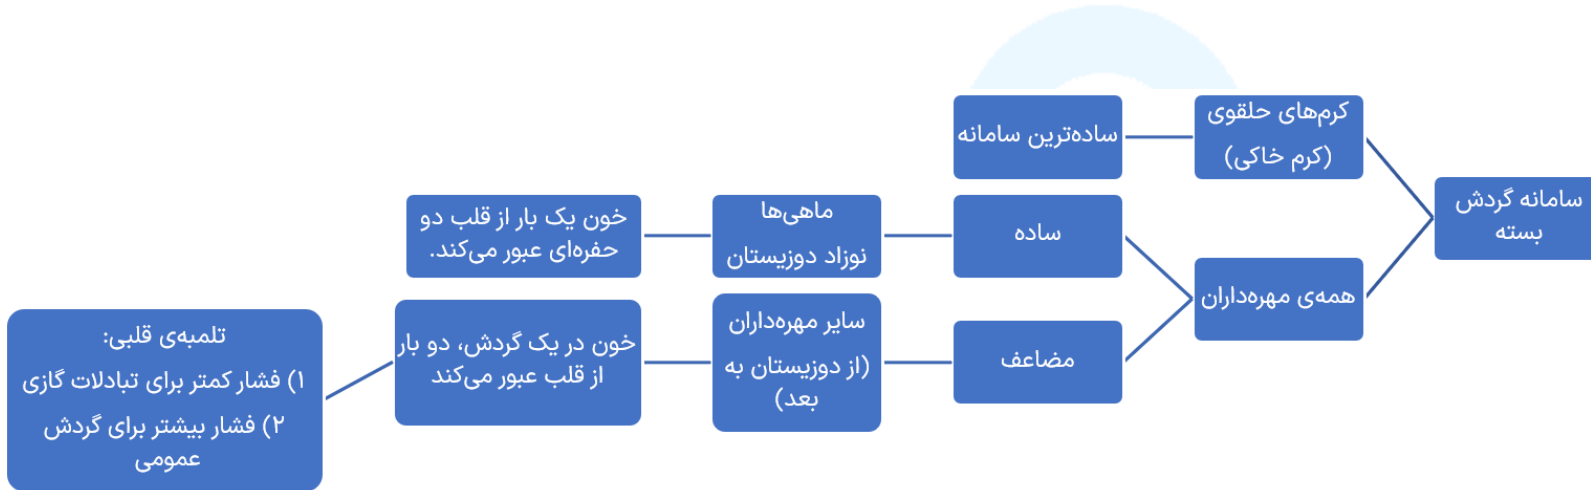 سامانه گردش
بسته
کرم‌های حلقوی
(کرم خاکی)
ساده‌ترین سامانه
همه‌ی مهره‌داران
ساده
ماهی‌ها
نوزاد دوزیستان
خون یک بار از قلب دو
حفره‌ای عبور می‌کند.
مضاعف
سایر مهره‌داران
(از دوزیستان به
بعد)
خون در یک گردش، دو بار
از قلب عبور می‌کند
تلمبه‌ی قلبی:
۱) فشار کمتر برای تبادلات گازی
۲) فشار بیشتر برای گردش
عمومی